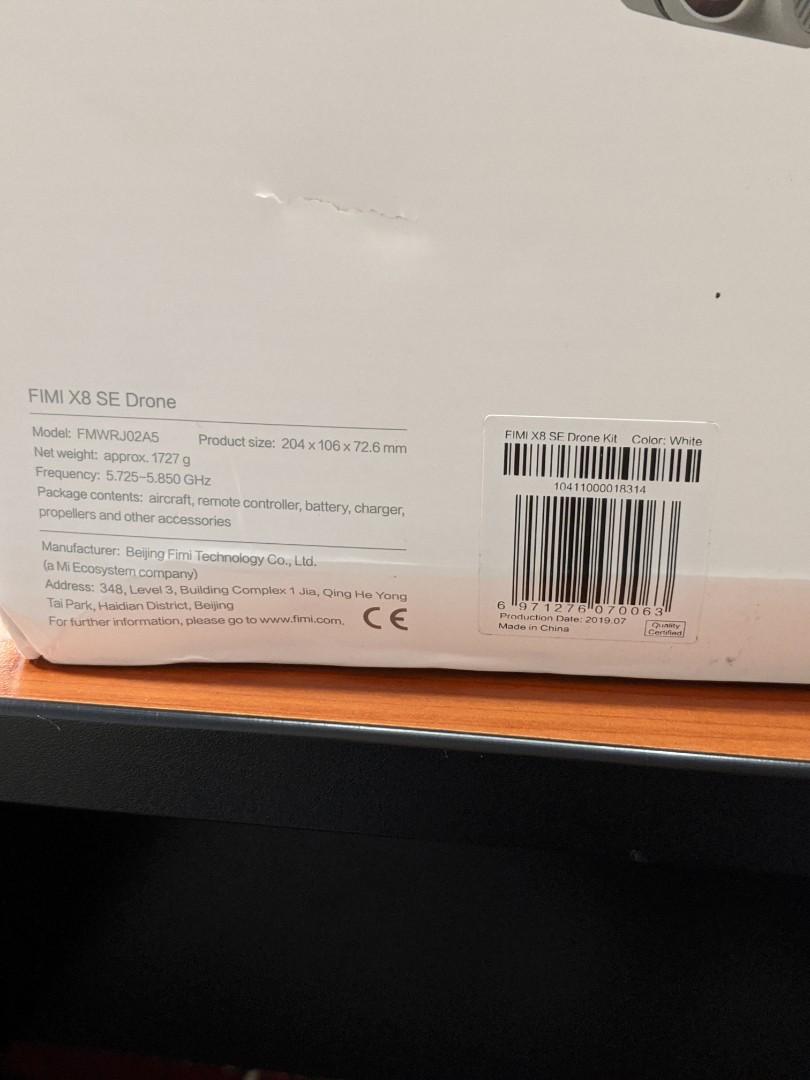 FIMI X8 SE Drone
Model: FMWRJ02A5 Product size: 204 x 106 x 72.6 mm
Net weight: approx. 1727 g
Frequency: 5.725–5.850 GHz
Package contents: aircraft, remote controller, battery, charger,
propellers and other accessories
Manufacturer: Beijing Fimi Technology Co., Ltd.
(a Mi Ecosystem company)
Address: 348, Level 3, Building Complex 1 Jia, Qing He Yong
Tai Park, Haidian District, Beijing
For further information, please go to www.fimi.com.
CE
FIMI X8 SE Drone Kit Color: White
10411000018314
6 971276 070063
Production Date: 2019.07
Made in China
Quality
Certified